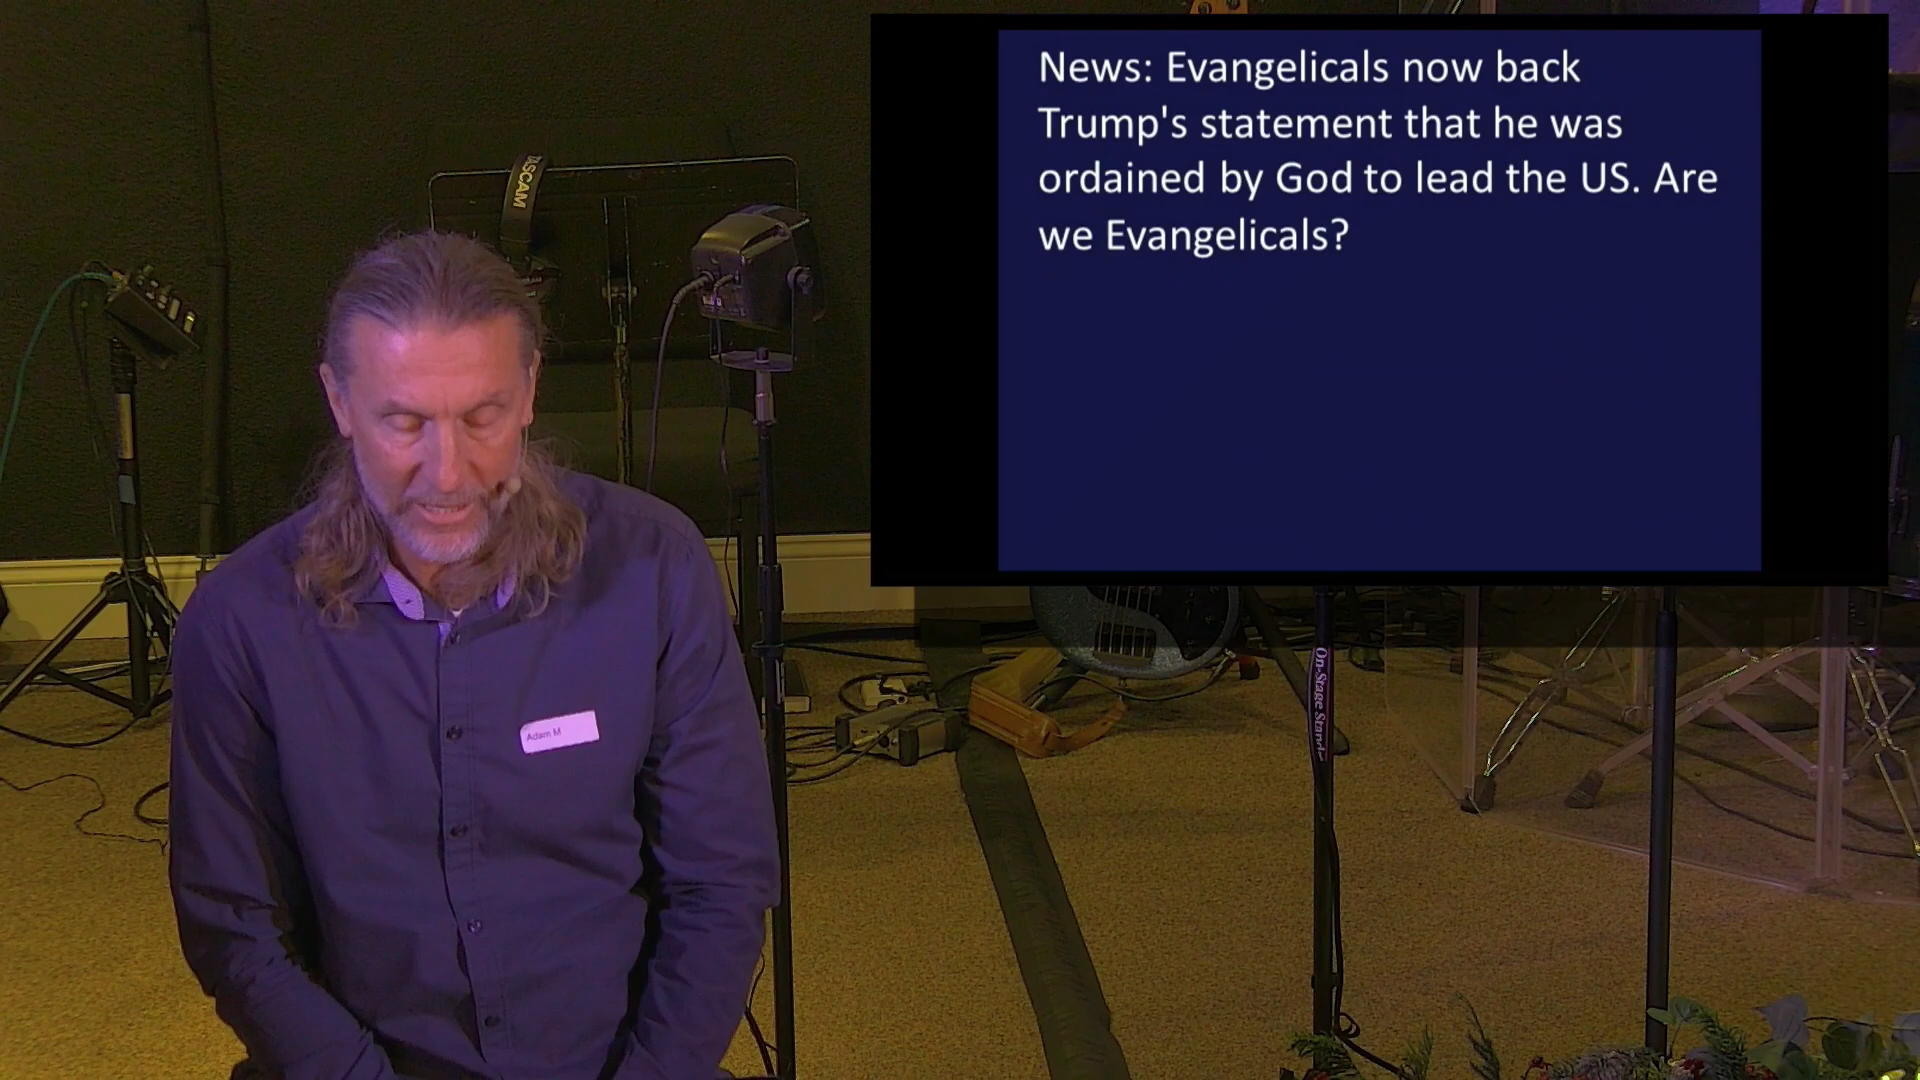 News: Evangelicals now back
Trump's statement that he was
ordained by God to lead the US. Are
we Evangelicals?
TASCAM
Adam M
On-Stage Stands